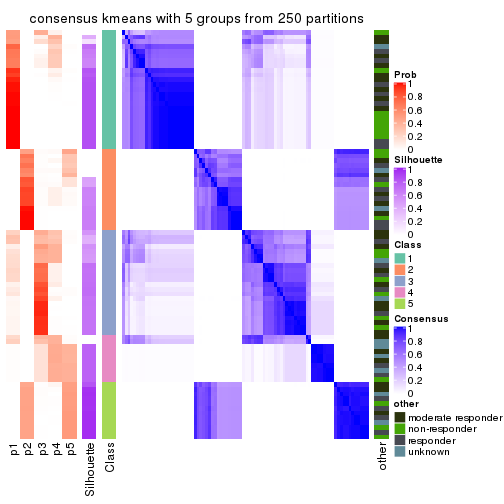 consensus kmeans with 5 groups from 250 partitions
Prob
1
0.8
0.6
0.4
0.2
0
Silhouette
1
0.8
0.6
0.4
0.2
0
Class
1
2
3
4
5
Consensus
1
0.8
0.6
0.4
0.2
0
other
moderate responder
non-responder
responder
unknown
p1
p2
p3
p4
p5
Silhouette
Class
other